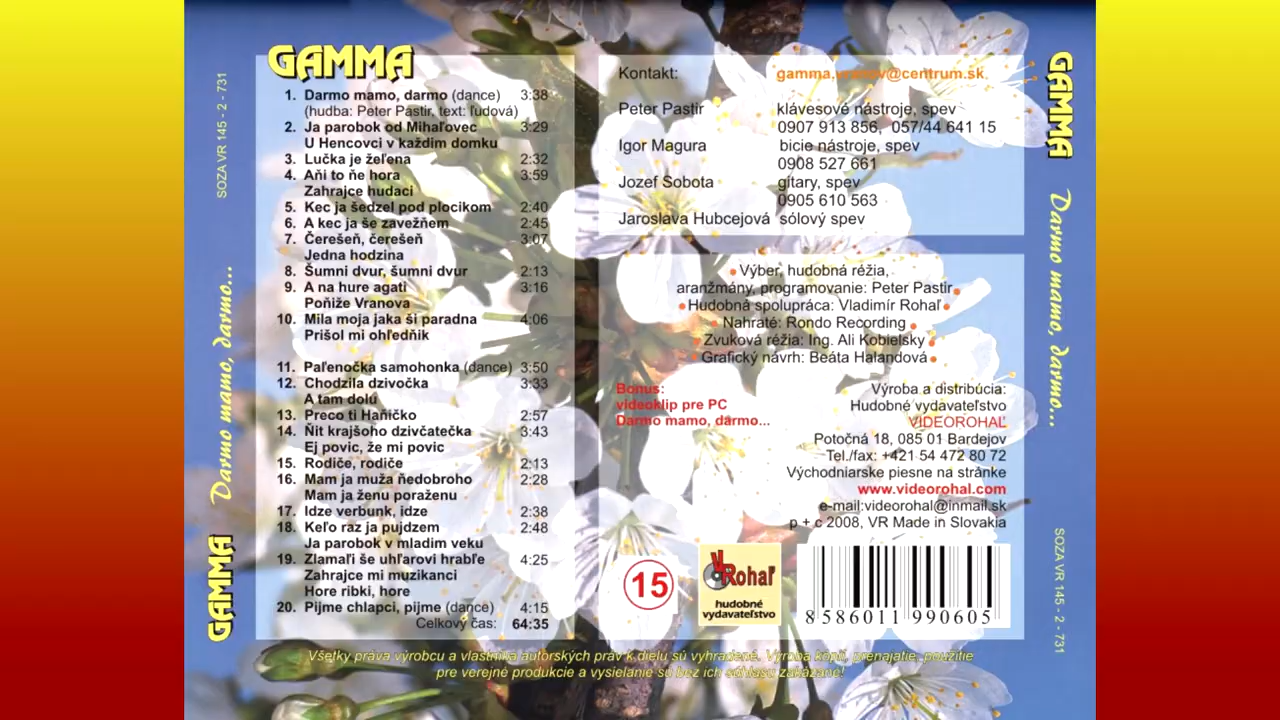 GAMMA
1. Darmo mamo, darmo (dance) 3:38
(hudba: Peter Pastir, text: ľudová)
2. Ja parobok od Mihaľovec 3:29
U Hencovci v každim domku
3. Lučka je žeľena 2:32
4. Aňi to ňe hora 3:59
Zahrajce hudaci
5. Kec ja šedzel pod plocikom 2:40
6. A kec ja še zavežňem 2:45
7. Čerešeň, čerešeň 3:07
Jedna hodzina
8. Šumni dvur, šumni dvur 2:13
9. A na hure agati 3:16
Poňiže Vranova
10. Mila moja jaka ši paradna 4:06
Prišol mi ohľedňik
11. Paľenočka samohonka (dance) 3:50
12. Chodzila dzivočka 3:33
A tam dolu
13. Preco ti Haňičko 2:57
14. Ňit krajšoho dzivčatečka 3:43
Ej povic, že mi povic
15. Rodiče, rodiče 2:13
16. Mam ja muža ňedobroho 2:28
Mam ja ženu poraženu
17. Idze verbunk, idze 2:38
18. Keľo raz ja pujdzem 2:48
Ja parobok v mladim veku
19. Zlamaľi še uhľarovi hrabľe 4:25
Zahrajce mi muzikanci
Hore ribki, hore
20. Pijme chlapci, pijme (dance) 4:15
Celkový čas: 64:35
Kontakt: gamma.vranov@centrum.sk
Peter Pastir klávesové nástroje, spev
0907 913 856, 057/44 641 15
Igor Magura bicie nástroje, spev
0908 527 661
Jozef Sobota gitary, spev
0905 610 563
Jaroslava Hubcejová sólový spev
Výber, hudobná réžia,
aranžmány, programovanie: Peter Pastir
Hudobná spolupráca: Vladimír Rohaľ
Nahraté: Rondo Recording
Zvuková réžia: Ing. Ali Kobielsky
Grafický návrh: Beáta Halandová
Bonus:
videoklip pre PC
Darmo mamo, darmo...
Výroba a distribúcia:
Hudobné vydavateľstvo
VIDEOROHAĽ
Potočná 18, 085 01 Bardejov
Tel./fax: +421 54 472 80 72
Východniarske piesne na stránke
www.videorohal.com
e-mail:videorohal@inmail.sk
p + c 2008, VR Made in Slovakia
15
VRohaľ
hudobné
vydavateľstvo
8 586011 990605
Všetky práva výrobcu a vlastníka autorských práv k dielu sú vyhradené. Výroba kópií, prenajatie, použitie
pre verejné produkcie a vysielanie sú bez ich súhlasu zakázané!
SOZA VR 145 - 2 - 731
GAMMA Darmo mamo, darmo...
GAMMA Darmo mamo, darmo...
SOZA VR 145 - 2 - 731